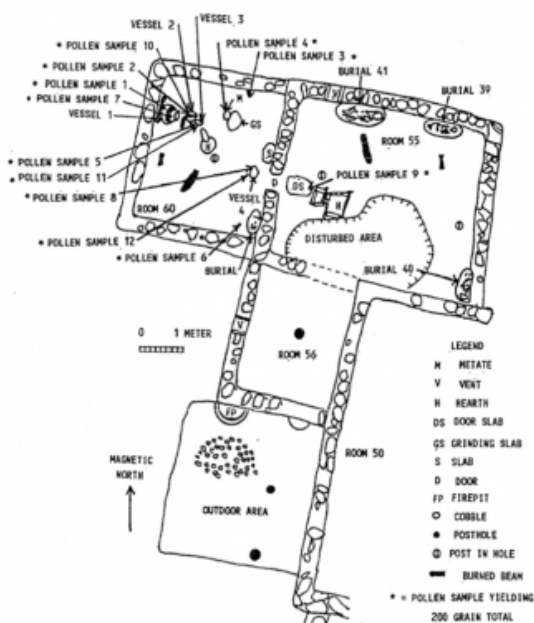 VESSEL 2
VESSEL 3
* POLLEN SAMPLE 10
POLLEN SAMPLE 4 *
POLLEN SAMPLE 3 *
* POLLEN SAMPLE 2
* POLLEN SAMPLE 1
* POLLEN SAMPLE 7
VESSEL 1
BURIAL 41
BURIAL 39
M
GS
ROOM 55
* POLLEN SAMPLE 5
* POLLEN SAMPLE 11
* POLLEN SAMPLE 8
H
S
D
DS
POLLEN SAMPLE 9 *
H
VESSEL
4
ROOM 60
* POLLEN SAMPLE 12
* POLLEN SAMPLE 6
BURIAL
DISTURBED AREA
BURIAL 40
0 1 METER
V
ROOM 56
FP
MAGNETIC
NORTH
ROOM 50
OUTDOOR AREA
LEGEND
M METATE
V VENT
H HEARTH
DS DOOR SLAB
GS GRINDING SLAB
S SLAB
D DOOR
FP FIREPIT
COBBLE
POSTHOLE
POST IN HOLE
BURNED BEAM
* = POLLEN SAMPLE YIELDING
200 GRAIN TOTAL